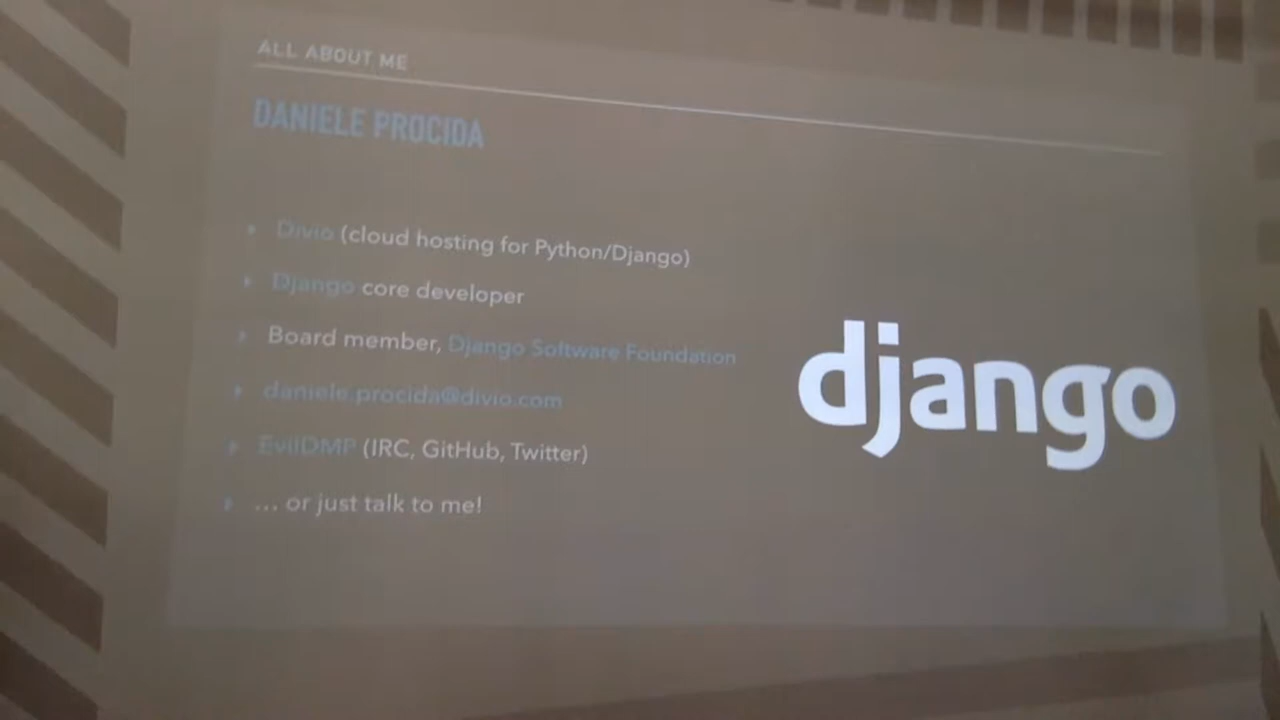 ALL ABOUT ME
DANIELE PROCIDA
Divio (cloud hosting for Python/Django)
Django core developer
Board member, Django Software Foundation
daniele.procida@divio.com
EvilDMP (IRC, GitHub, Twitter)
... or just talk to me!
django